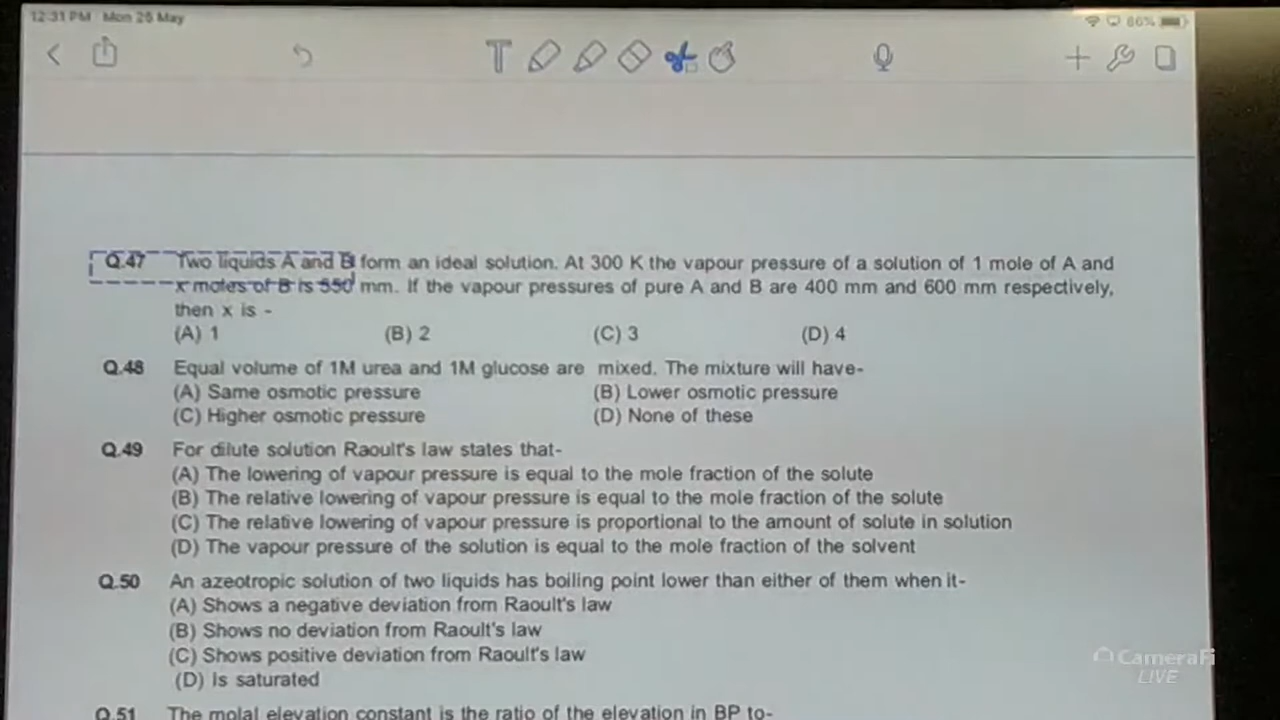 12:31 PM Mon 25 May
86%
T
Q.47 Two liquids A and B form an ideal solution. At 300 K the vapour pressure of a solution of 1 mole of A and
x moles of B is 550 mm. If the vapour pressures of pure A and B are 400 mm and 600 mm respectively,
then x is -
(A) 1 (B) 2 (C) 3 (D) 4
Q.48 Equal volume of 1M urea and 1M glucose are mixed. The mixture will have-
(A) Same osmotic pressure (B) Lower osmotic pressure
(C) Higher osmotic pressure (D) None of these
Q.49 For dilute solution Raoult's law states that-
(A) The lowering of vapour pressure is equal to the mole fraction of the solute
(B) The relative lowering of vapour pressure is equal to the mole fraction of the solute
(C) The relative lowering of vapour pressure is proportional to the amount of solute in solution
(D) The vapour pressure of the solution is equal to the mole fraction of the solvent
Q.50 An azeotropic solution of two liquids has boiling point lower than either of them when it-
(A) Shows a negative deviation from Raoult's law
(B) Shows no deviation from Raoult's law
(C) Shows positive deviation from Raoult's law
(D) Is saturated
Q.51 The molal elevation constant is the ratio of the elevation in BP to-
CameraFi
LIVE